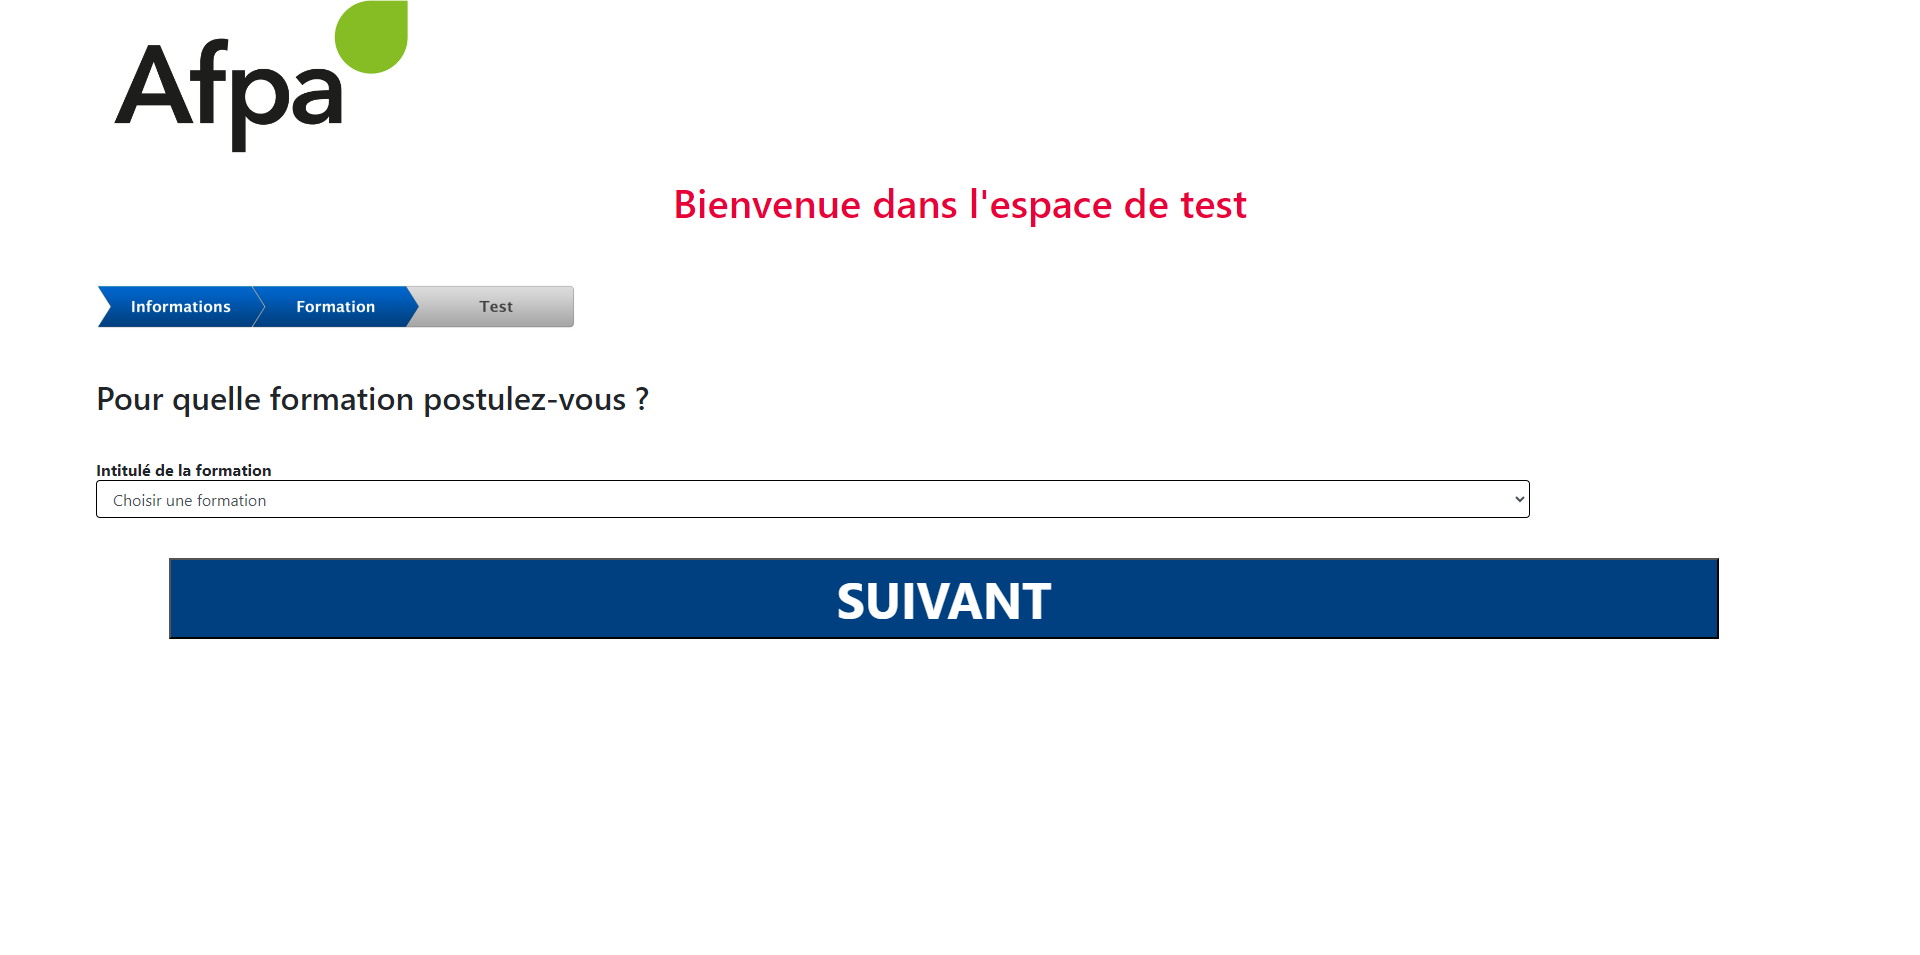 Afpa
Bienvenue dans l'espace de test
Informations Formation Test
Pour quelle formation postulez-vous ?
Intitulé de la formation
Choisir une formation
SUIVANT